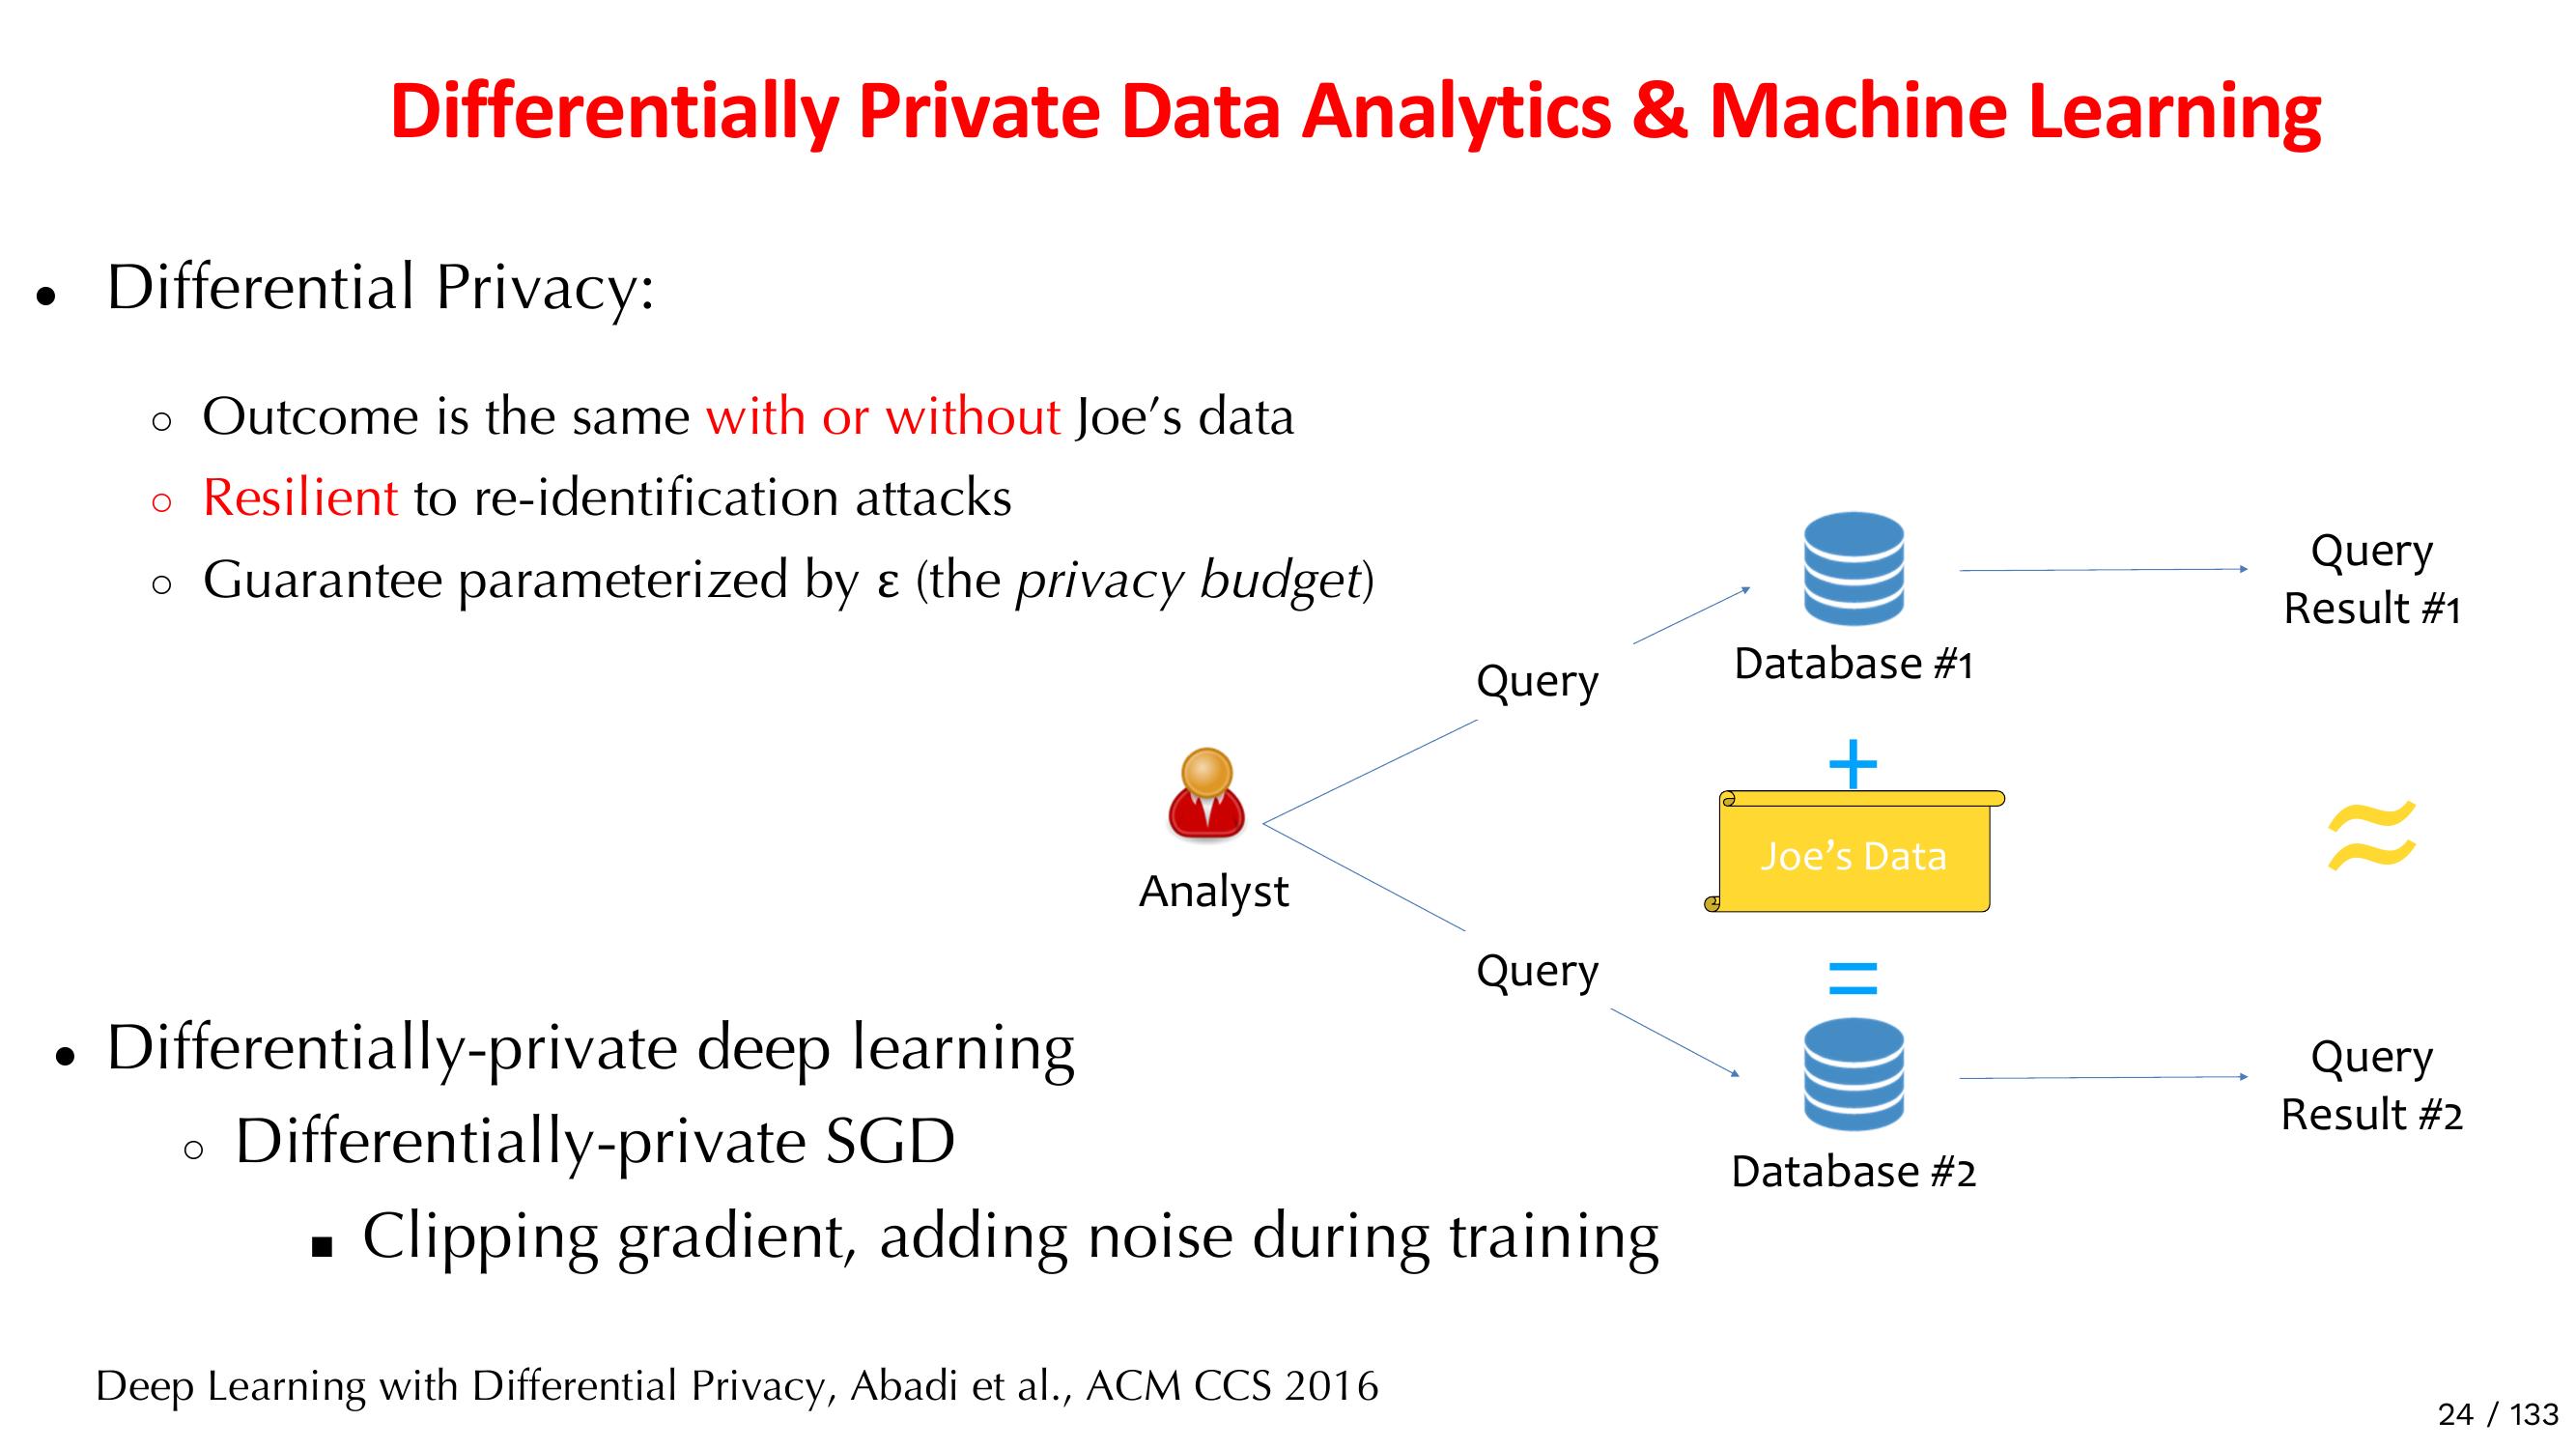 Differentially Private Data Analytics & Machine Learning
• Differential Privacy:
○ Outcome is the same with or without Joe’s data
○ Resilient to re-identification attacks
○ Guarantee parameterized by ε (the privacy budget)
Query
Result #1
Database #1
Query
+
Joe’s Data
≈
Analyst
Query
=
Query
Result #2
Database #2
• Differentially-private deep learning
○ Differentially-private SGD
■ Clipping gradient, adding noise during training
Deep Learning with Differential Privacy, Abadi et al., ACM CCS 2016
24 / 133